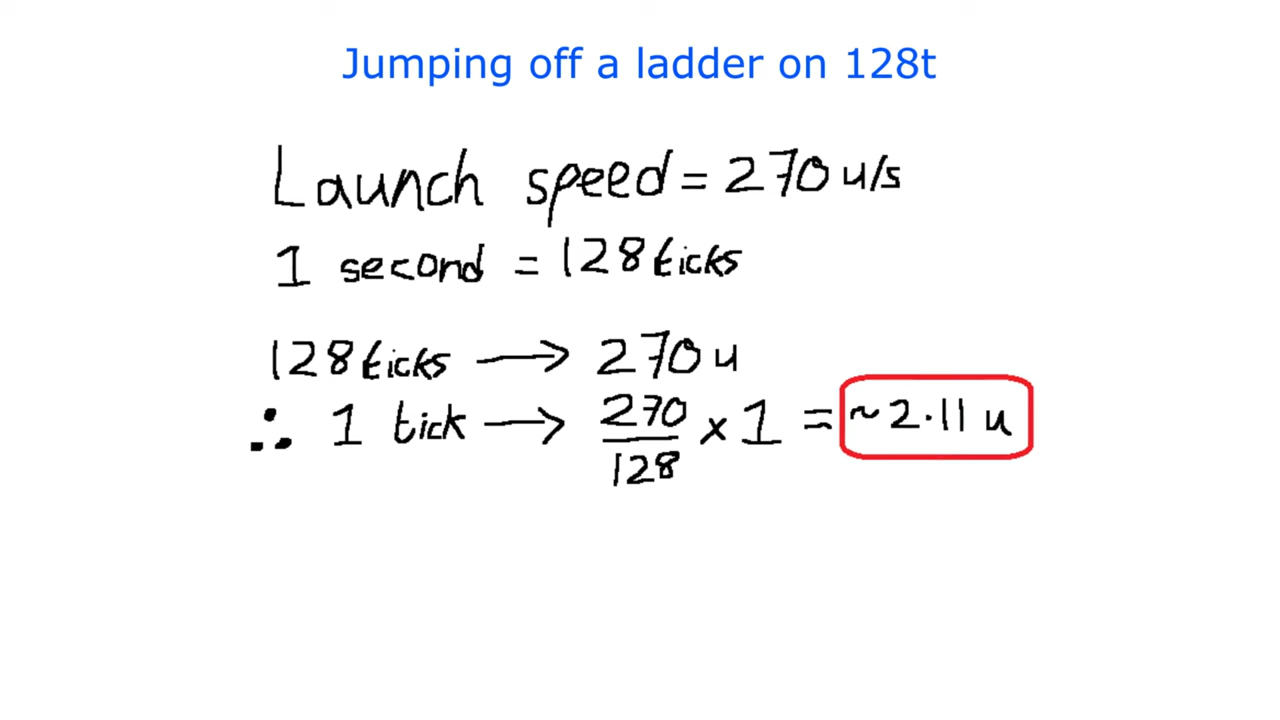 Jumping off a ladder on 128t
Launch speed = 270 u/s
1 second = 128 ticks
128 ticks → 270 u
∴ 1 tick → 270/128 × 1 = ~2.11 u